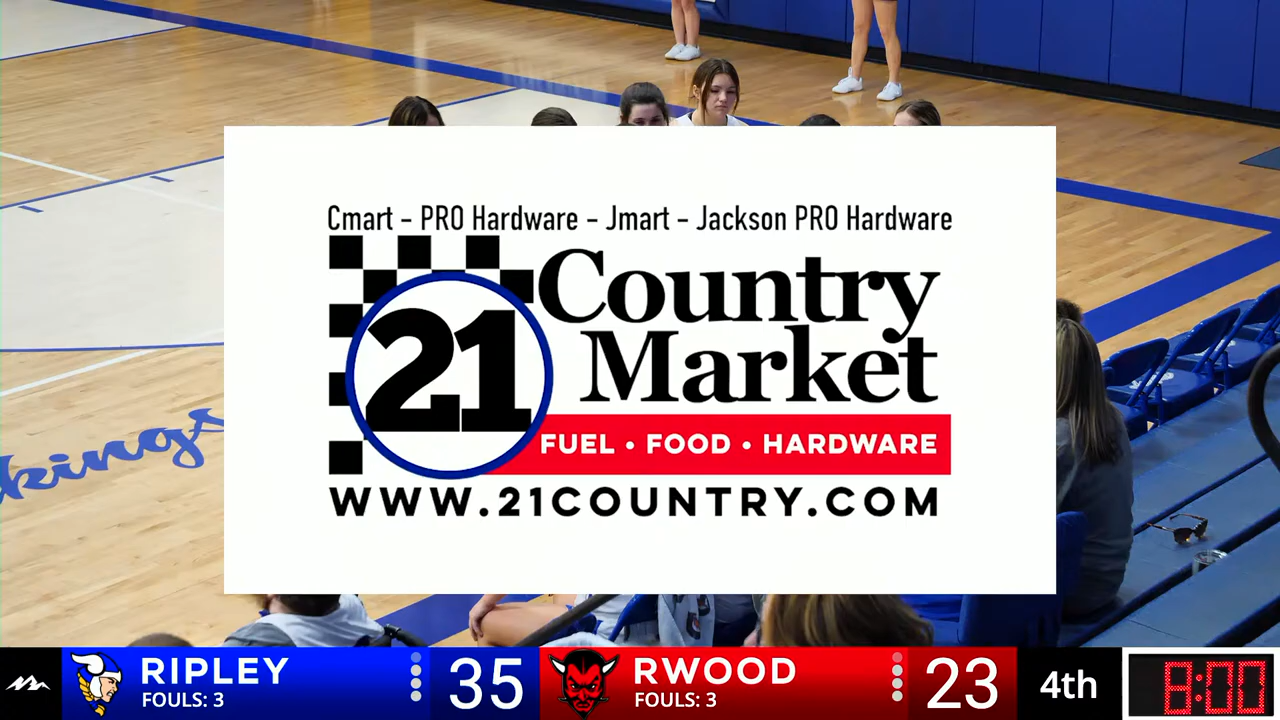 Cmart - PRO Hardware - Jmart - Jackson PRO Hardware
21 Country
Market
FUEL • FOOD • HARDWARE
WWW.21COUNTRY.COM
kings
RIPLEY
FOULS: 3
35
RWOOD
FOULS: 3
23
4th
8:00